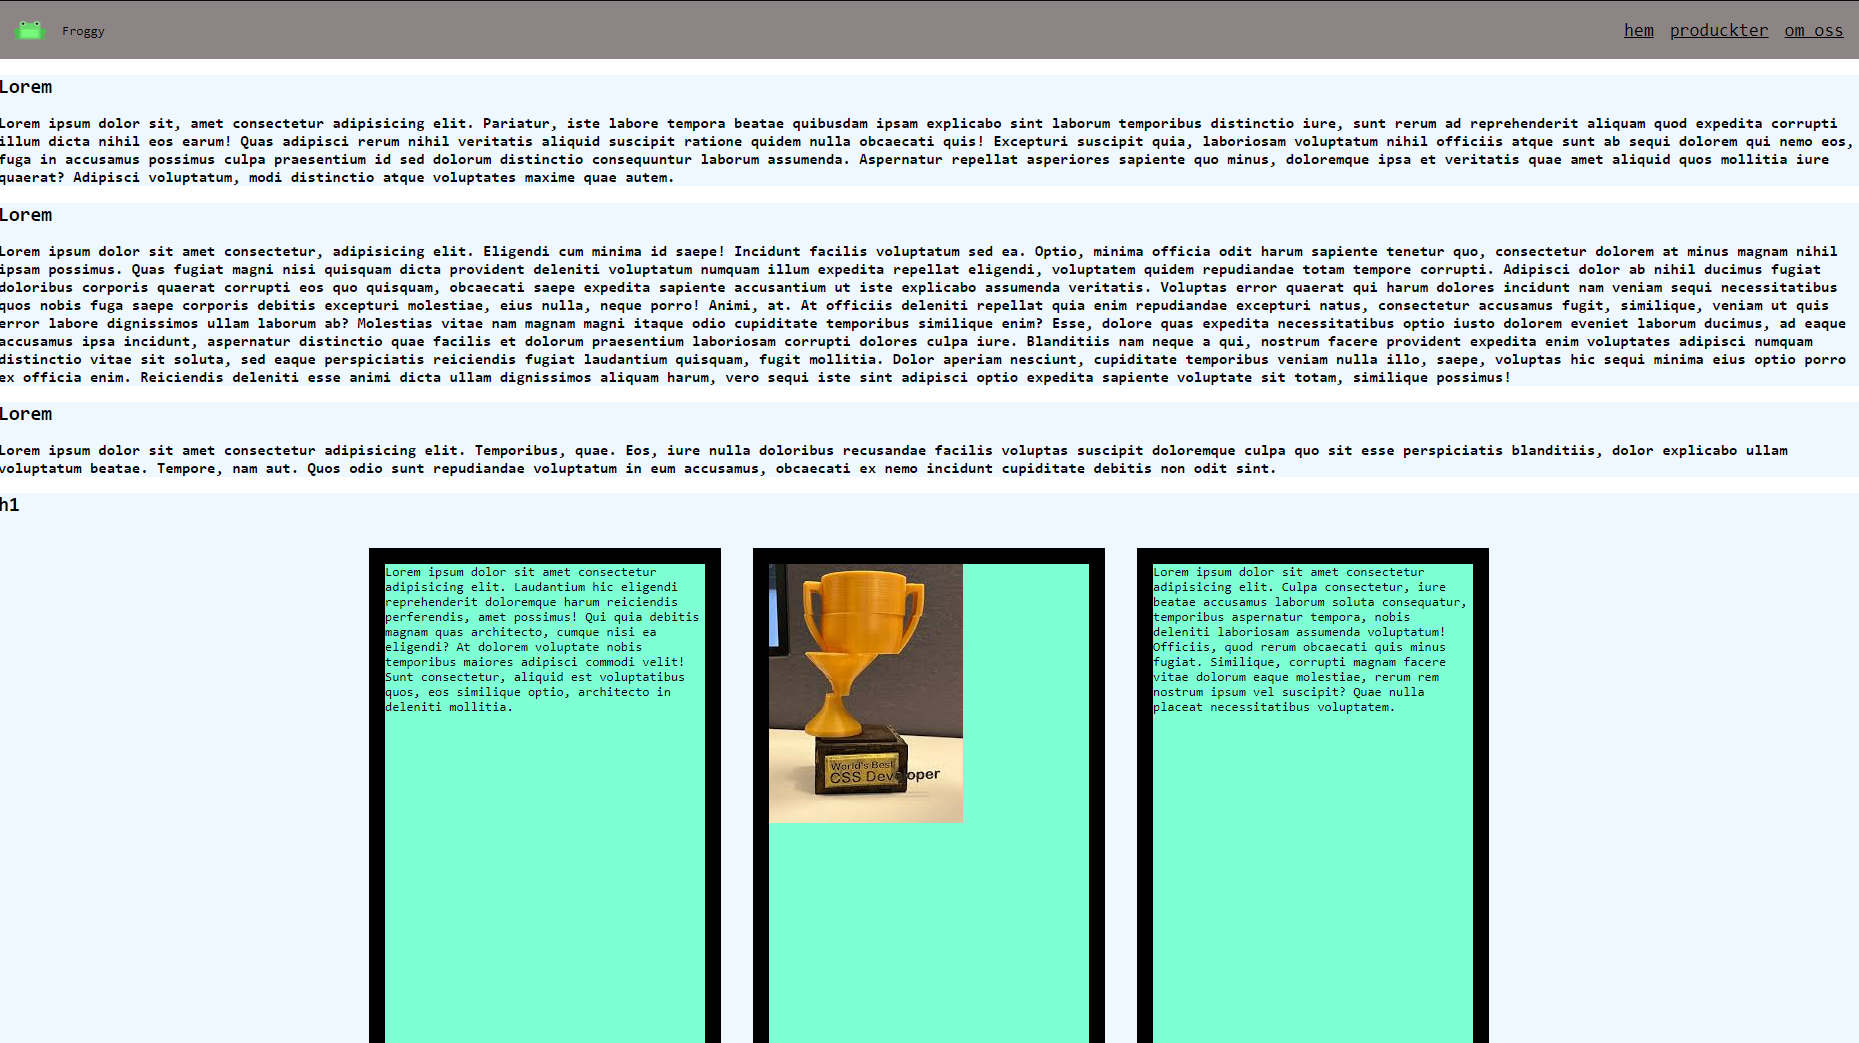 Froggy
hem produckter om oss
Lorem
Lorem ipsum dolor sit, amet consectetur adipisicing elit. Pariatur, iste labore tempora beatae quibusdam ipsam explicabo sint laborum temporibus distinctio iure, sunt rerum ad reprehenderit aliquam quod expedita corrupti
illum dicta nihil eos earum! Quas adipisci rerum nihil veritatis aliquid suscipit ratione quidem nulla obcaecati quis! Excepturi suscipit quia, laboriosam voluptatum nihil officiis atque sunt ab sequi dolorem qui nemo eos,
fuga in accusamus possimus culpa praesentium id sed dolorum distinctio consequuntur laborum assumenda. Aspernatur repellat asperiores sapiente quo minus, doloremque ipsa et veritatis quae amet aliquid quos mollitia iure
quaerat? Adipisci voluptatum, modi distinctio atque voluptates maxime quae autem.
Lorem
Lorem ipsum dolor sit amet consectetur, adipisicing elit. Eligendi cum minima id saepe! Incidunt facilis voluptatum sed ea. Optio, minima officia odit harum sapiente tenetur quo, consectetur dolorem at minus magnam nihil
ipsam possimus. Quas fugiat magni nisi quisquam dicta provident deleniti voluptatum numquam illum expedita repellat eligendi, voluptatem quidem repudiandae totam tempore corrupti. Adipisci dolor ab nihil ducimus fugiat
doloribus corporis quaerat corrupti eos quo quisquam, obcaecati saepe expedita sapiente accusantium ut iste explicabo assumenda veritatis. Voluptas error quaerat qui harum dolores incidunt nam veniam sequi necessitatibus
quos nobis fuga saepe corporis debitis excepturi molestiae, eius nulla, neque porro! Animi, at. At officiis deleniti repellat quia enim repudiandae excepturi natus, consectetur accusamus fugit, similique, veniam ut quis
error labore dignissimos ullam laborum ab? Molestias vitae nam magnam magni itaque odio cupiditate temporibus similique enim? Esse, dolore quas expedita necessitatibus optio iusto dolorem eveniet laborum ducimus, ad eaque
accusamus ipsa incidunt, aspernatur distinctio quae facilis et dolorum praesentium laboriosam corrupti dolores culpa iure. Blanditiis nam neque a qui, nostrum facere provident expedita enim voluptates adipisci numquam
distinctio vitae sit soluta, sed eaque perspiciatis reiciendis fugiat laudantium quisquam, fugit mollitia. Dolor aperiam nesciunt, cupiditate temporibus veniam nulla illo, saepe, voluptas hic sequi minima eius optio porro
ex officia enim. Reiciendis deleniti esse animi dicta ullam dignissimos aliquam harum, vero sequi iste sint adipisci optio expedita sapiente voluptate sit totam, similique possimus!
Lorem
Lorem ipsum dolor sit amet consectetur adipisicing elit. Temporibus, quae. Eos, iure nulla doloribus recusandae facilis voluptas suscipit doloremque culpa quo sit esse perspiciatis blanditiis, dolor explicabo ullam
voluptatum beatae. Tempore, nam aut. Quos odio sunt repudiandae voluptatum in eum accusamus, obcaecati ex nemo incidunt cupiditate debitis non odit sint.
h1
Lorem ipsum dolor sit amet consectetur
adipisicing elit. Laudantium hic eligendi
reprehenderit doloremque harum reiciendis
perferendis, amet possimus! Qui quia debitis
magnam quas architecto, cumque nisi ea
eligendi? At dolorem voluptate nobis
temporibus maiores adipisci commodi velit!
Sunt consectetur, aliquid est voluptatibus
quos, eos similique optio, architecto in
deleniti mollitia.
World's Best
CSS Developer
Lorem ipsum dolor sit amet consectetur
adipisicing elit. Culpa consectetur, iure
beatae accusamus laborum soluta consequatur,
temporibus aspernatur tempora, nobis
deleniti laboriosam assumenda voluptatum!
Officiis, quod rerum obcaecati quis minus
fugiat. Similique, corrupti magnam facere
vitae dolorum eaque molestiae, rerum rem
nostrum ipsum vel suscipit? Quae nulla
placeat necessitatibus voluptatem.